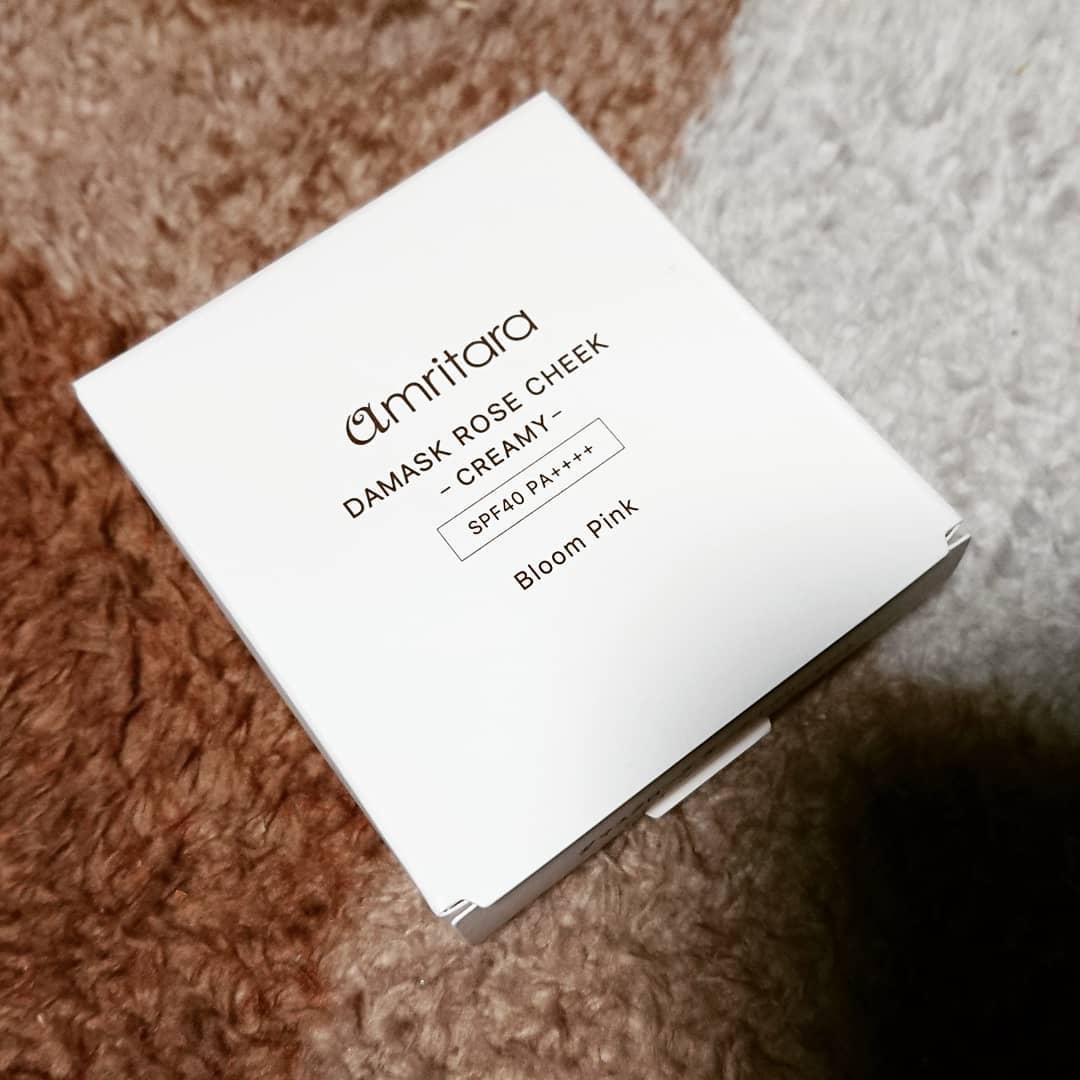 amritara
DAMASK ROSE CHEEK
- CREAMY -
SPF40 PA++++
Bloom Pink